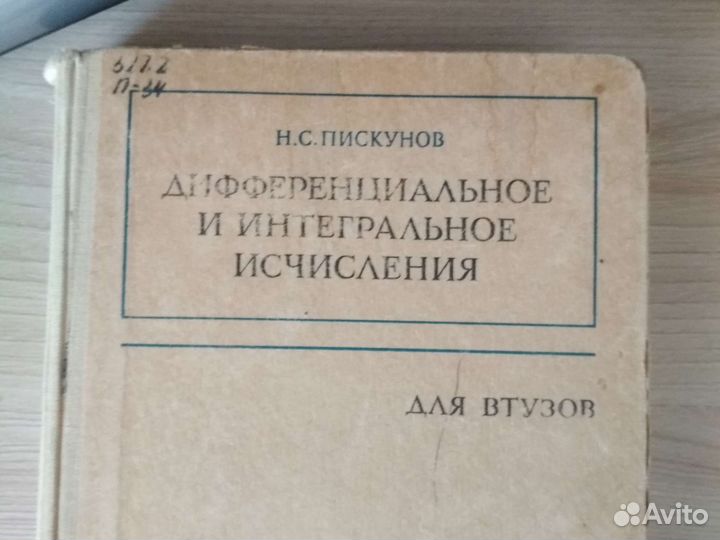 517.2
П-34
Н.С.ПИСКУНОВ
ДИФФЕРЕНЦИАЛЬНОЕ
И ИНТЕГРАЛЬНОЕ
ИСЧИСЛЕНИЯ
ДЛЯ ВТУЗОВ
Avito